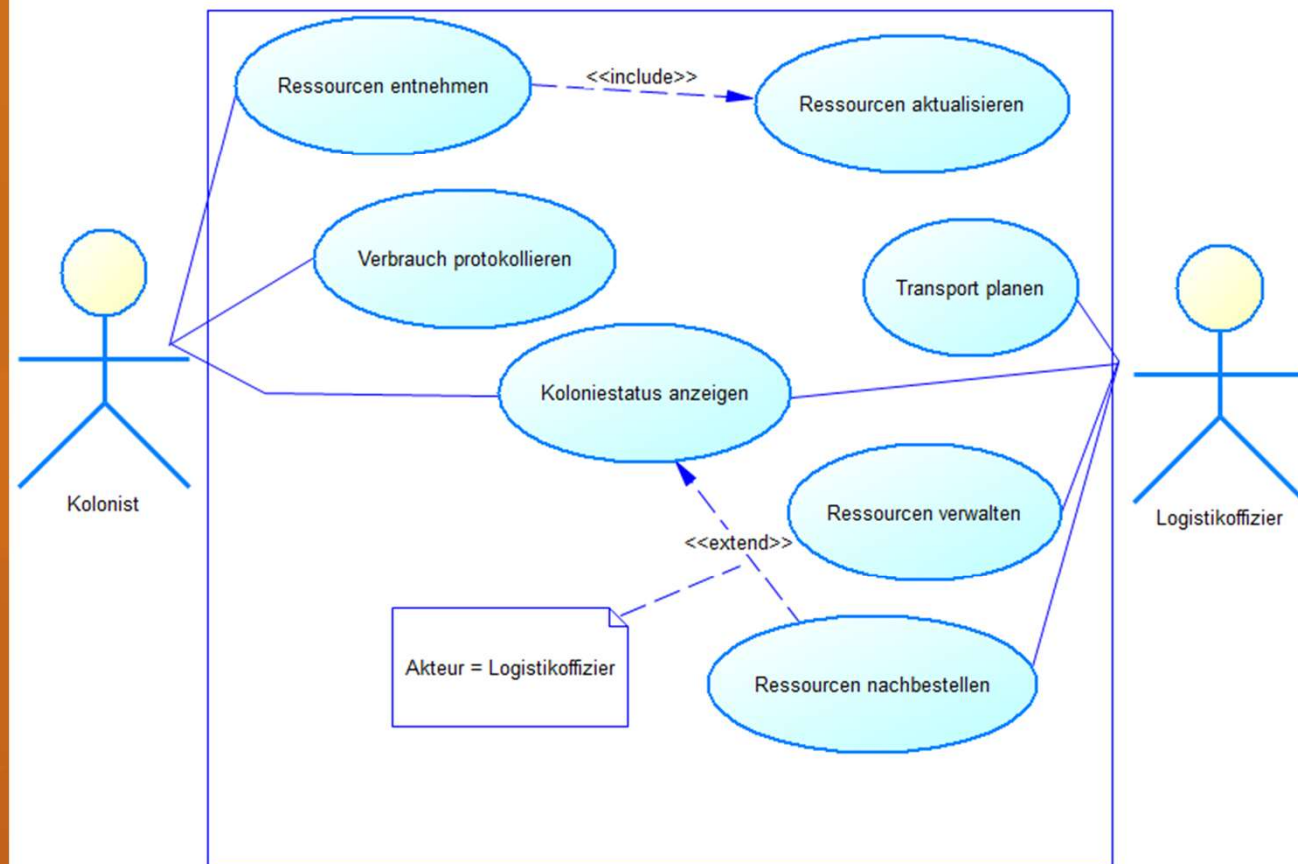 Ressourcen entnehmen
<<include>>
Ressourcen aktualisieren
Verbrauch protokollieren
Transport planen
Koloniestatus anzeigen
Kolonist
Ressourcen verwalten
Logistikoffizier
<<extend>>
Akteur = Logistikoffizier
Ressourcen nachbestellen